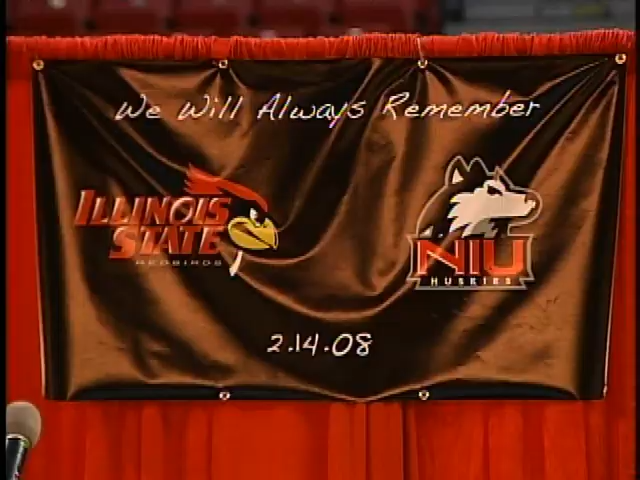 We Will Always Remember
ILLINOIS
STATE
REDBIRDS
NIU
HUSKIES
2.14.08